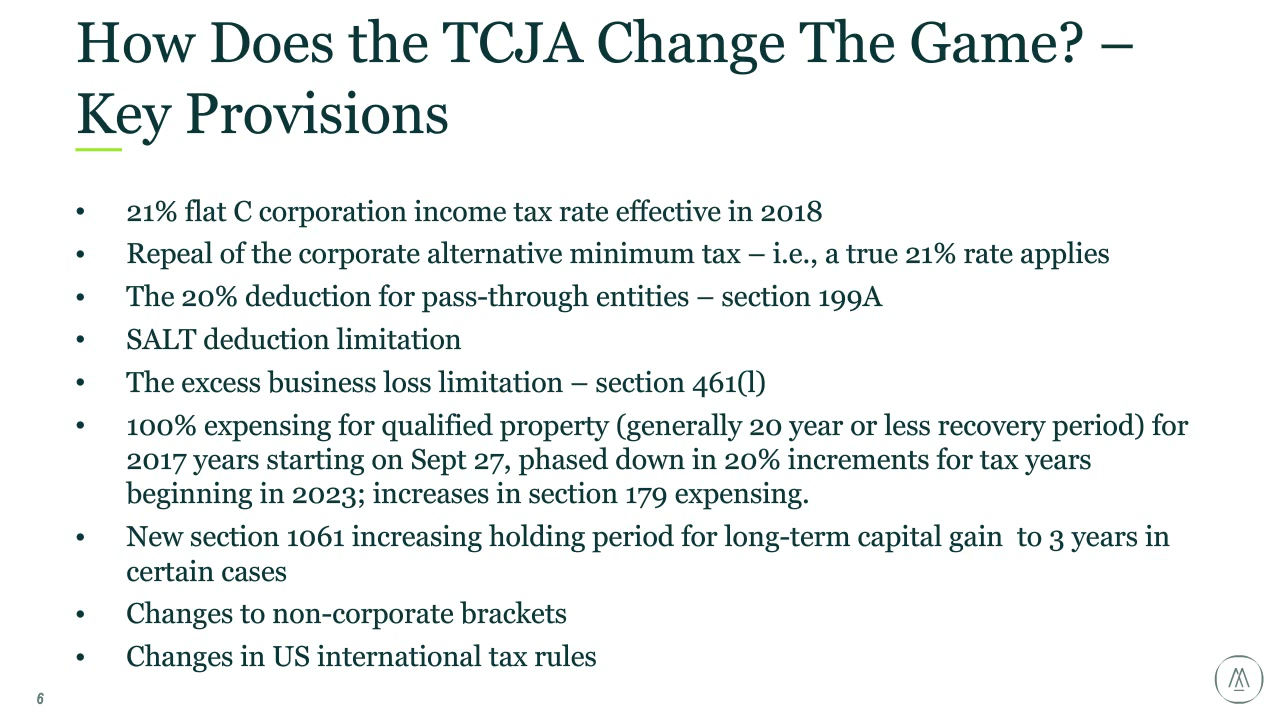 How Does the TCJA Change The Game? –
Key Provisions
• 21% flat C corporation income tax rate effective in 2018
• Repeal of the corporate alternative minimum tax – i.e., a true 21% rate applies
• The 20% deduction for pass-through entities – section 199A
• SALT deduction limitation
• The excess business loss limitation – section 461(l)
• 100% expensing for qualified property (generally 20 year or less recovery period) for
2017 years starting on Sept 27, phased down in 20% increments for tax years
beginning in 2023; increases in section 179 expensing.
• New section 1061 increasing holding period for long-term capital gain  to 3 years in
certain cases
• Changes to non-corporate brackets
• Changes in US international tax rules
6